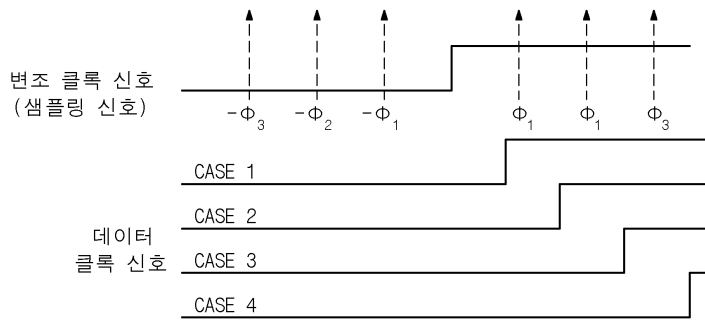 변조 클록 신호
(샘플링 신호)
-Φ3 -Φ2 -Φ1 Φ1 Φ1 Φ3
CASE 1
CASE 2
데이터
클록 신호
CASE 3
CASE 4